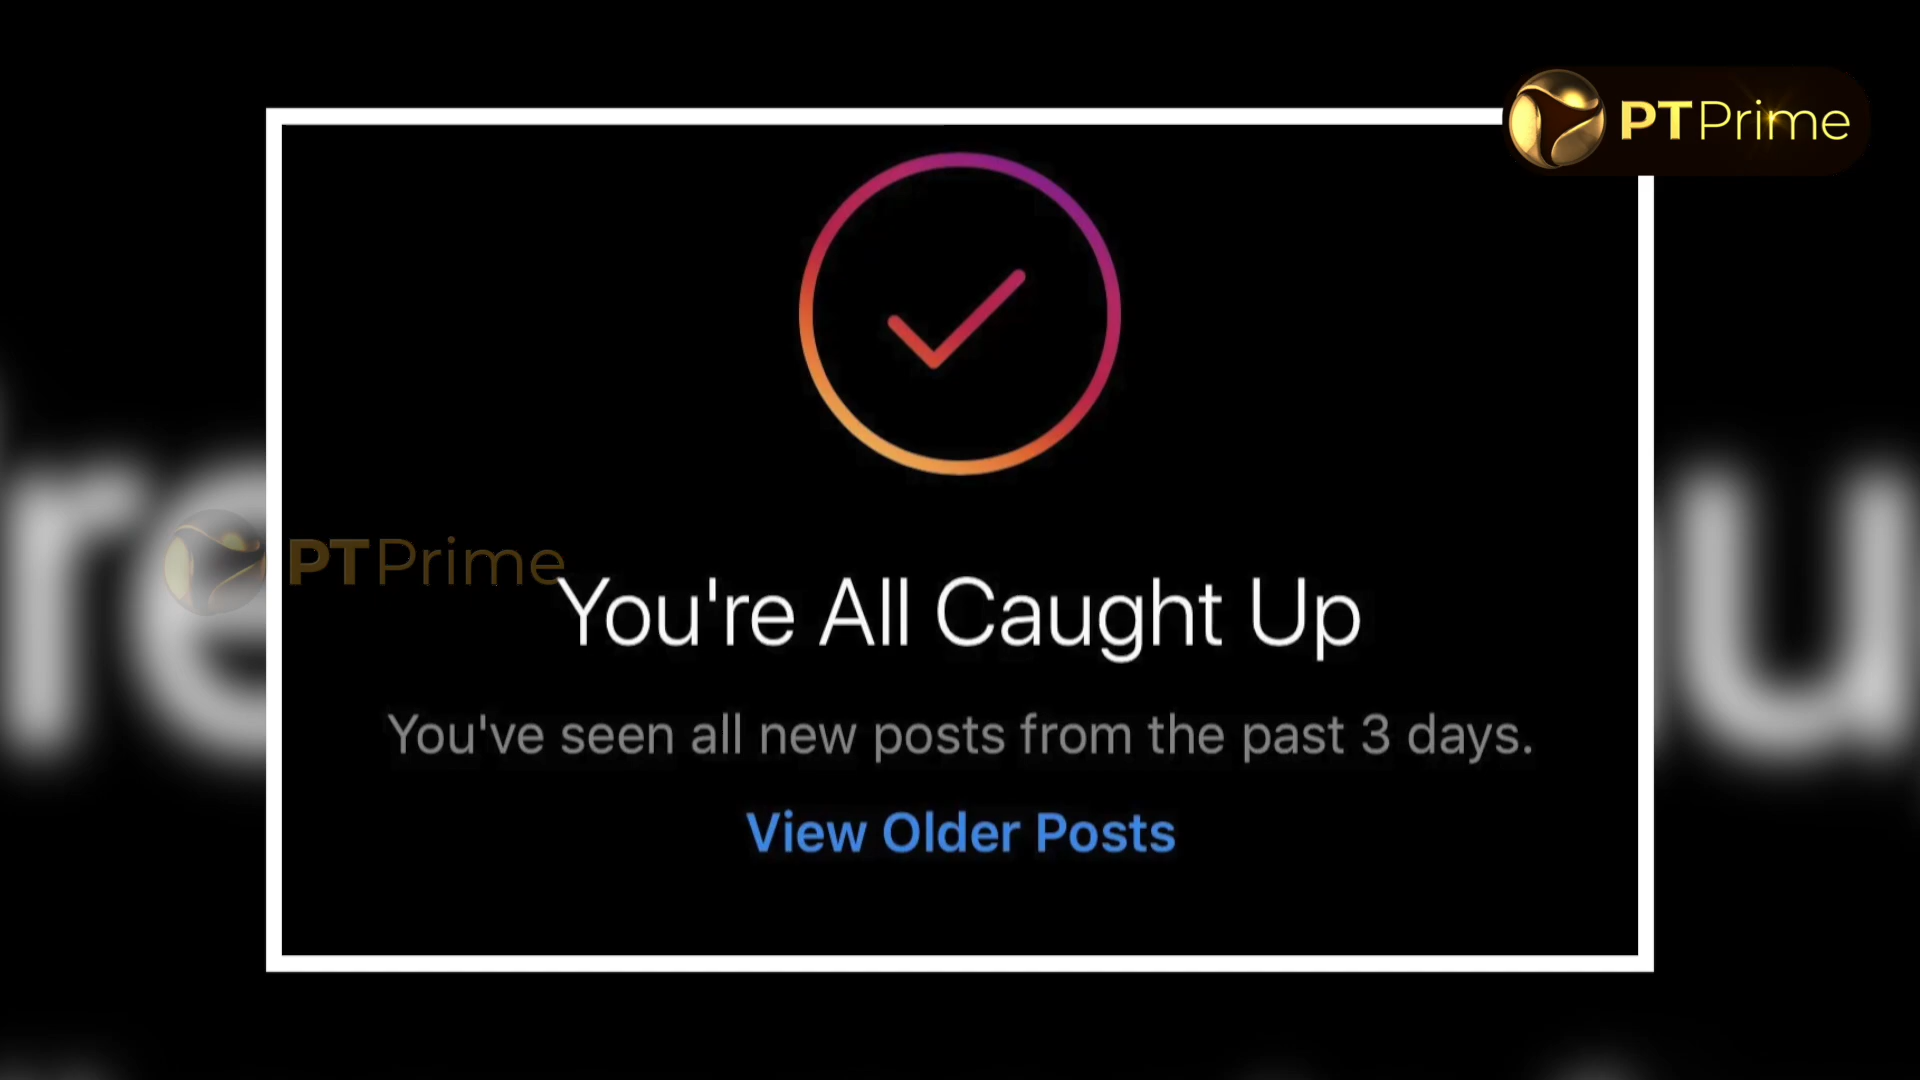 PTPrime
PTPrime
You're All Caught Up
You've seen all new posts from the past 3 days.
View Older Posts